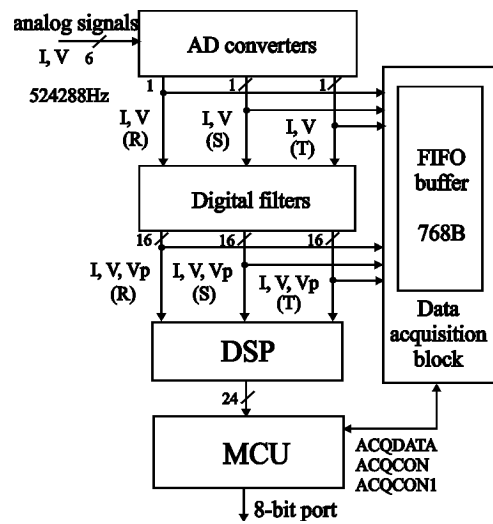 analog signals
I, V
6
AD converters
524288Hz
1
1
1
I, V
(R)
I, V
(S)
I, V
(T)
FIFO
buffer
768B
Digital filters
16
16
16
I, V, Vp
(R)
I, V, Vp
(S)
I, V, Vp
(T)
Data
acquisition
block
DSP
24
MCU
ACQDATA
ACQCON
ACQCON1
8-bit port